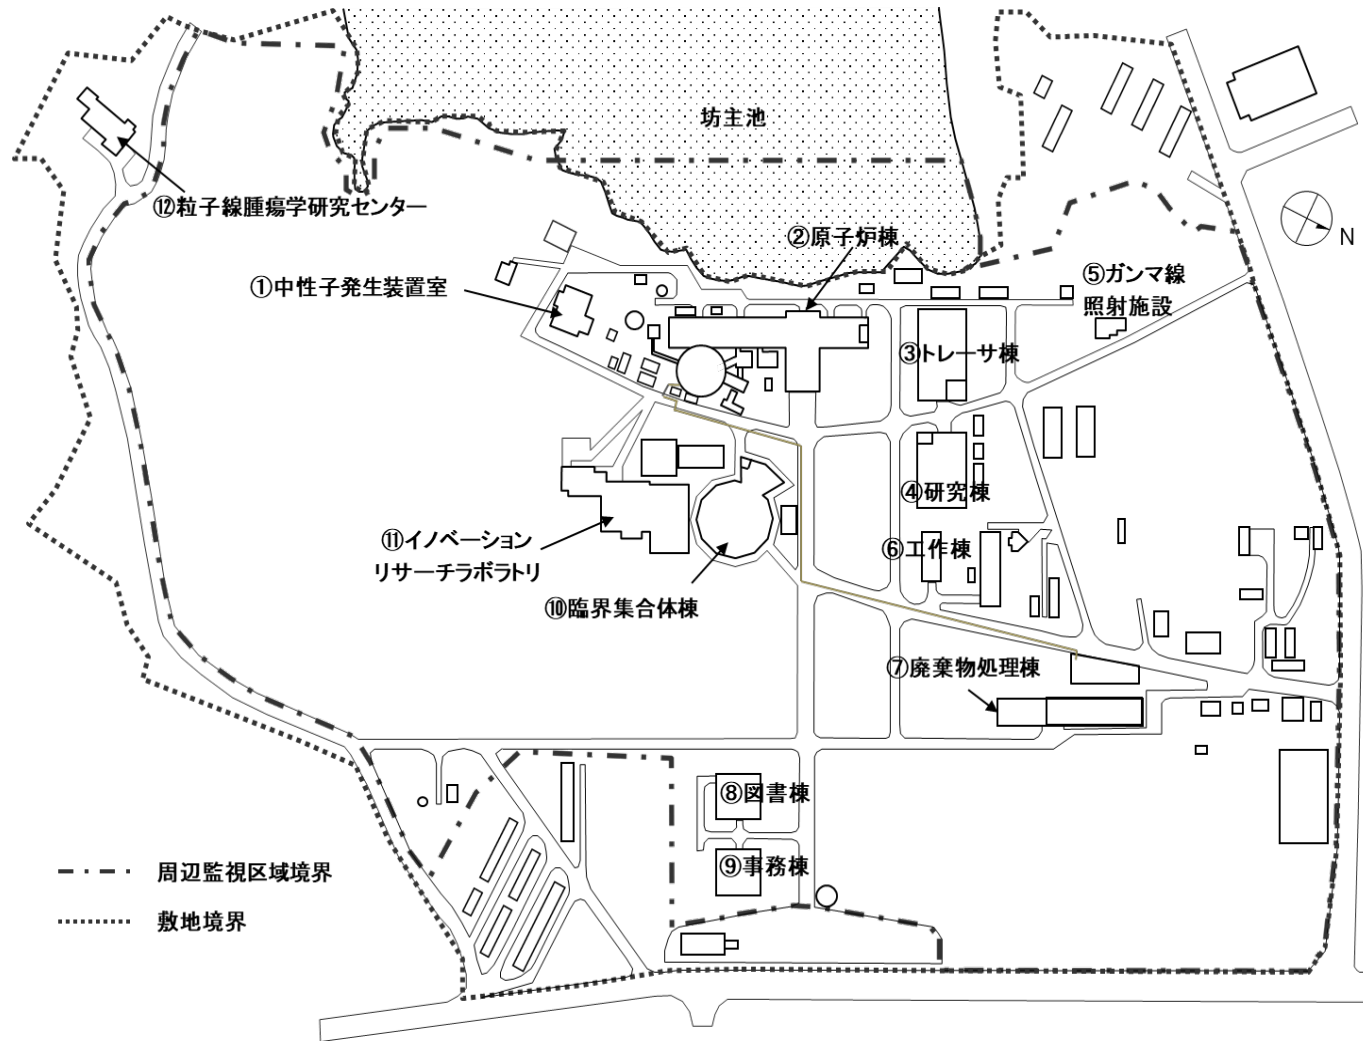 坊主池
⑫粒子線腫瘍学研究センター
②原子炉棟
N
①中性子発生装置室
⑤ガンマ線
照射施設
③トレーサ棟
④研究棟
⑪イノベーション
リサーチラボラトリ
⑥工作棟
⑩臨界集合体棟
⑦廃棄物処理棟
⑧図書棟
⑨事務棟
周辺監視区域境界
敷地境界